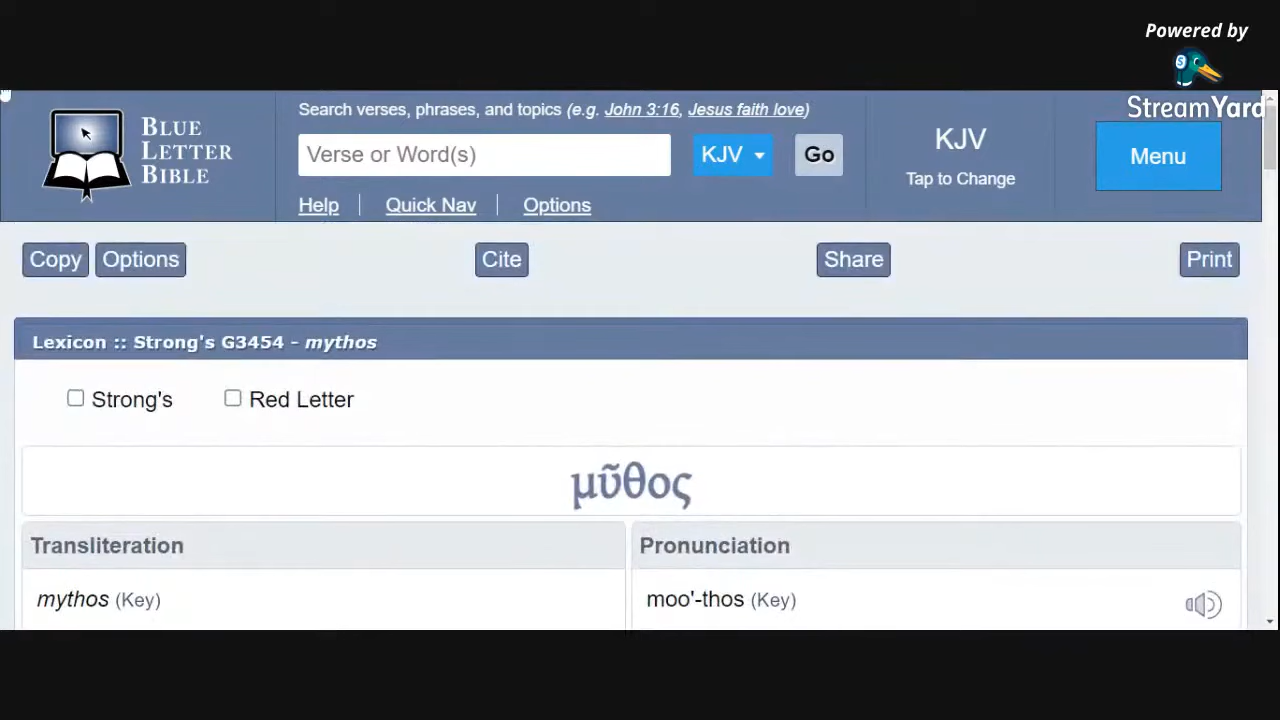 Powered by
StreamYard
BLUE
LETTER
BIBLE
Search verses, phrases, and topics (e.g. John 3:16, Jesus faith love)
Verse or Word(s)
KJV
Go
Help
Quick Nav
Options
KJV
Tap to Change
Menu
Copy
Options
Cite
Share
Print
Lexicon :: Strong's G3454 - mythos
Strong's
Red Letter
μῦθος
Transliteration
Pronunciation
mythos (Key)
moo'-thos (Key)